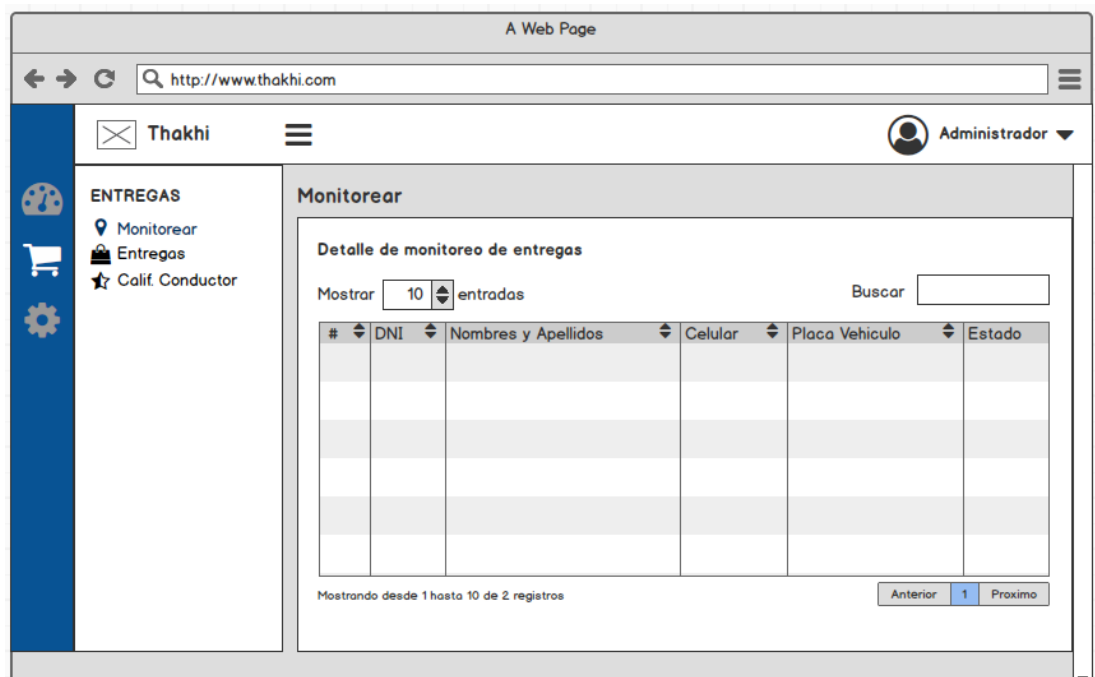 A Web Page
http://www.thakhi.com
Thakhi
Administrador
ENTREGAS
Monitorear
Entregas
Calif. Conductor
Monitorear
Detalle de monitoreo de entregas
Mostrar 10 entradas
Buscar
# DNI Nombres y Apellidos Celular Placa Vehiculo Estado
Mostrando desde 1 hasta 10 de 2 registros
Anterior 1 Proximo